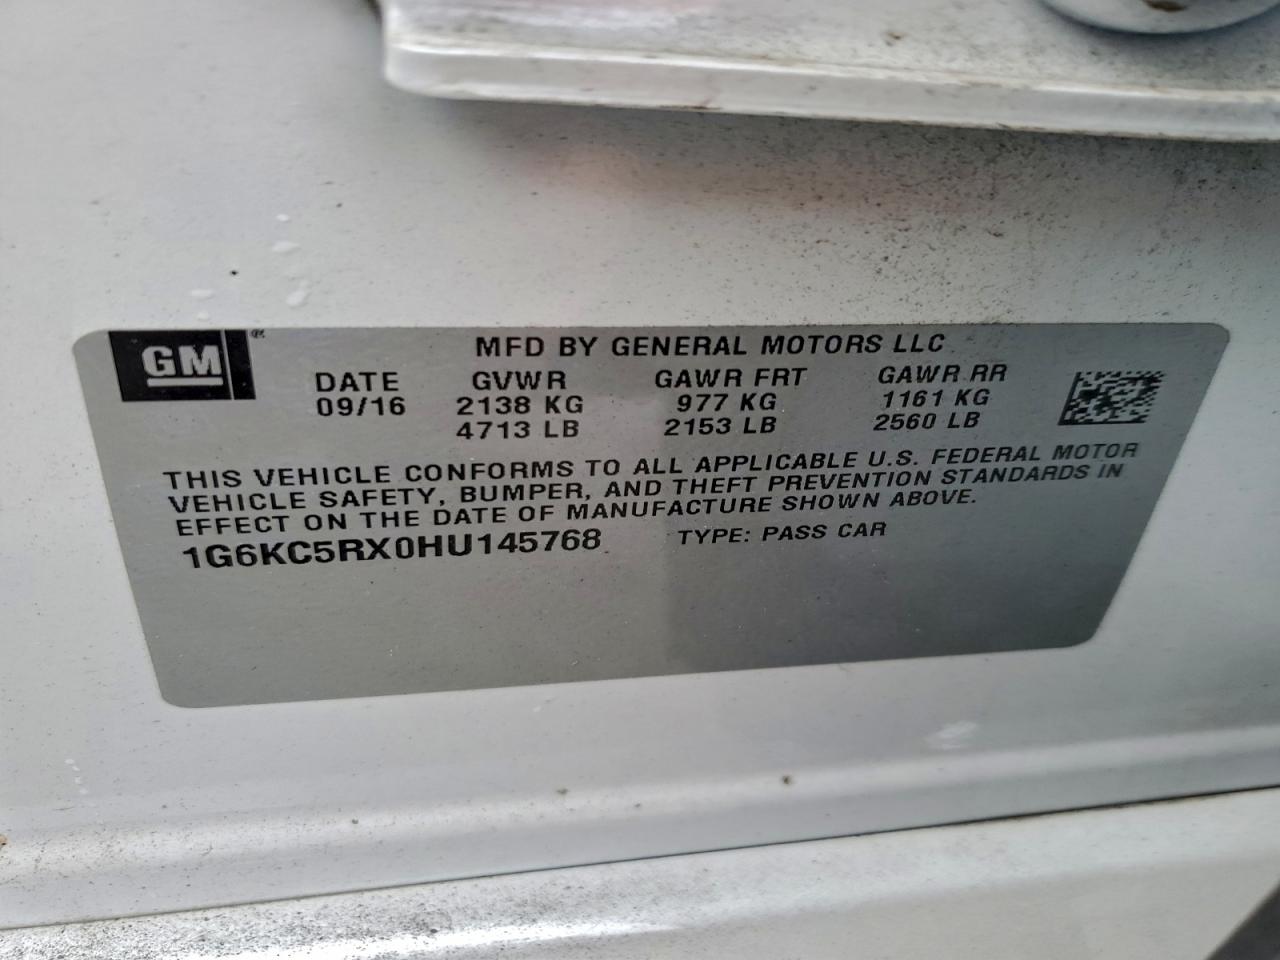 GM ®
MFD BY GENERAL MOTORS LLC
DATE GVWR GAWR FRT GAWR RR
09/16 2138 KG 977 KG 1161 KG
4713 LB 2153 LB 2560 LB
THIS VEHICLE CONFORMS TO ALL APPLICABLE U.S. FEDERAL MOTOR
VEHICLE SAFETY, BUMPER, AND THEFT PREVENTION STANDARDS IN
EFFECT ON THE DATE OF MANUFACTURE SHOWN ABOVE.
1G6KC5RX0HU145768 TYPE: PASS CAR